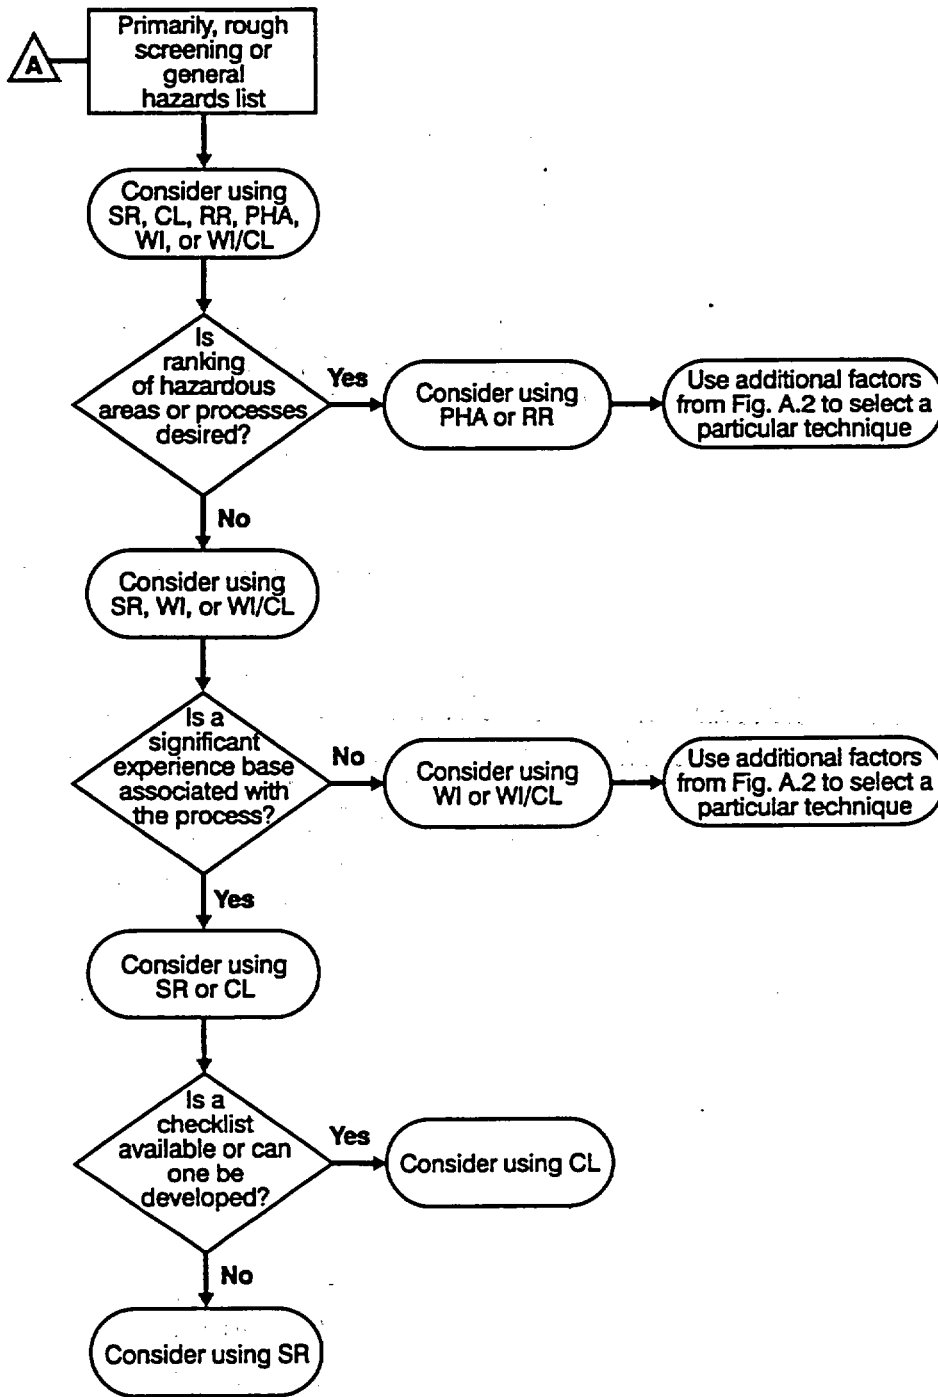 A
Primarily, rough
screening or
general
hazards list
Consider using
SR, CL, RR, PHA,
WI, or WI/CL
Is
ranking
of hazardous
areas or processes
desired?
Yes
Consider using
PHA or RR
Use additional factors
from Fig. A.2 to select a
particular technique
No
Consider using
SR, WI, or WI/CL
Is a
significant
experience base
associated with
the process?
No
Consider using
WI or WI/CL
Use additional factors
from Fig. A.2 to select a
particular technique
Yes
Consider using
SR or CL
Is a
checklist
available or can
one be
developed?
Yes
Consider using CL
No
Consider using SR